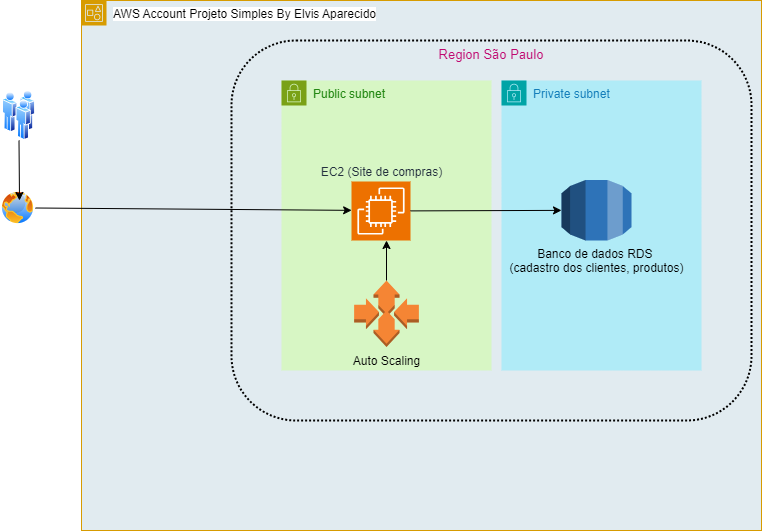 AWS Account Projeto Simples By Elvis Aparecido
Region São Paulo
Public subnet
Private subnet
EC2 (Site de compras)
Banco de dados RDS
(cadastro dos clientes, produtos)
Auto Scaling